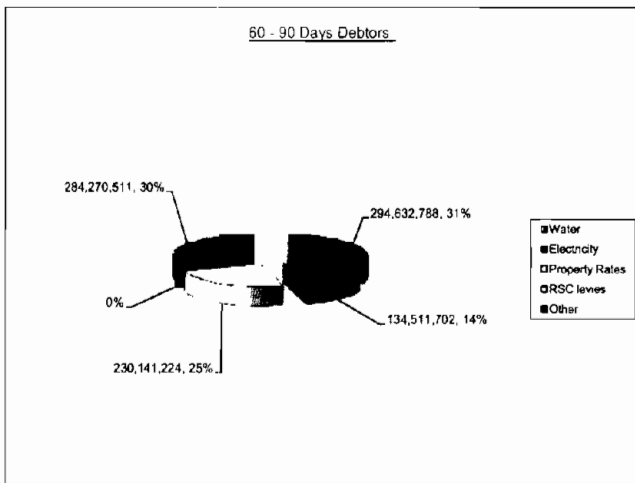 60 - 90 Days Debtors
284,270,511, 30%
294,632,788, 31%
0%
134,511,702, 14%
230,141,224, 25%
Water
Electricity
Property Rates
RSC levies
Other